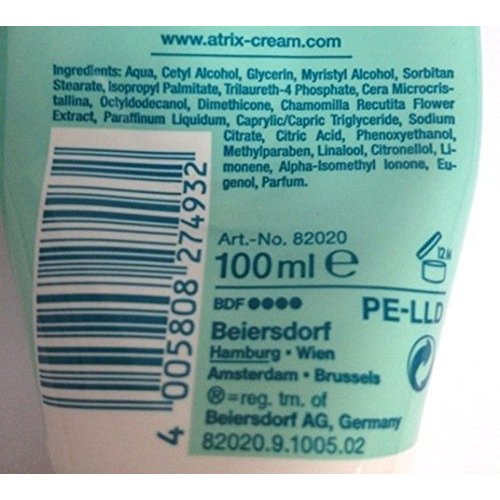 www.atrix-cream.com
Ingredients: Aqua, Cetyl Alcohol, Glycerin, Myristyl Alcohol, Sorbitan
Stearate, Isopropyl Palmitate, Trilaureth-4 Phosphate, Cera Microcris-
tallina, Octyldodecanol, Dimethicone, Chamomilla Recutita Flower
Extract, Paraffinum Liquidum, Caprylic/Capric Triglyceride, Sodium
Citrate, Citric Acid, Phenoxyethanol,
Methylparaben, Linalool, Citronellol, Li-
monene, Alpha-Isomethyl Ionone, Eu-
genol, Parfum.
4 005808 274932
Art.-No. 82020
100 ml e
12 M
BDF ●●●●
PE-LLD
Beiersdorf
Hamburg • Wien
Amsterdam • Brussels
®=reg. tm. of
Beiersdorf AG, Germany
82020.9.1005.02